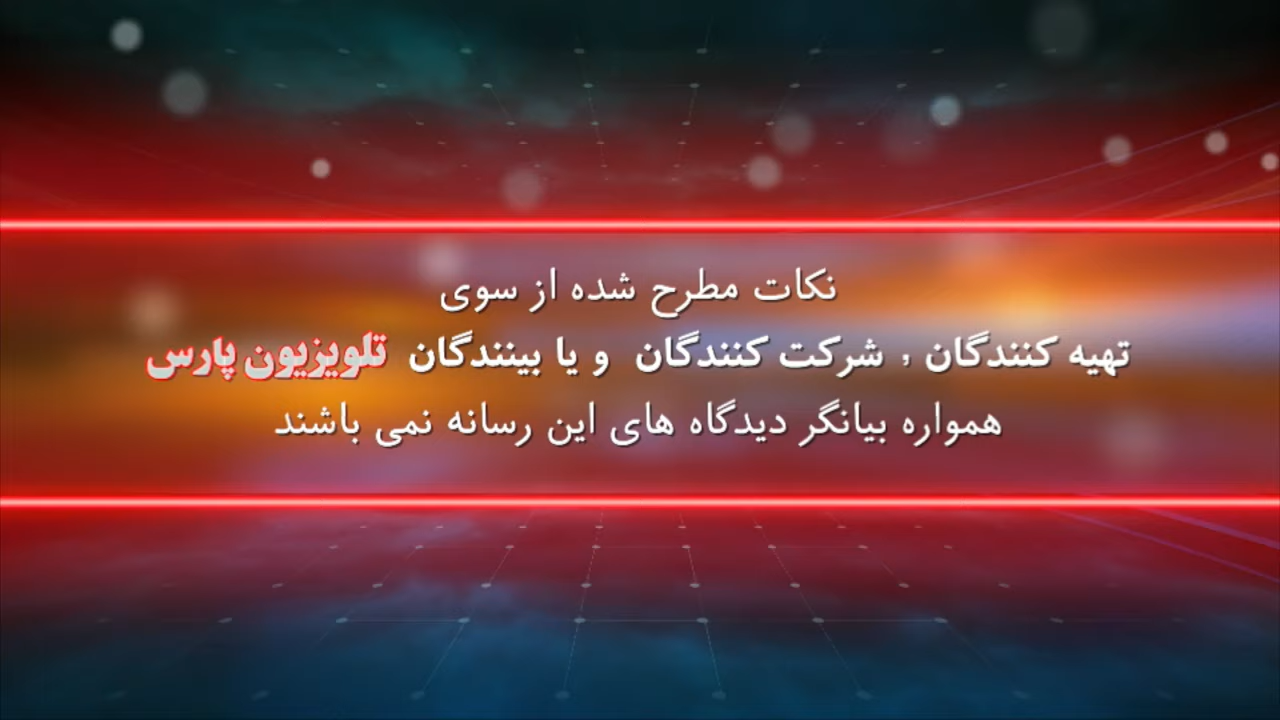 نکات مطرح شده از سوی
تهیه کنندگان , شرکت کنندگان و یا بینندگان تلویزیون پارس
همواره بیانگر دیدگاه های این رسانه نمی باشند